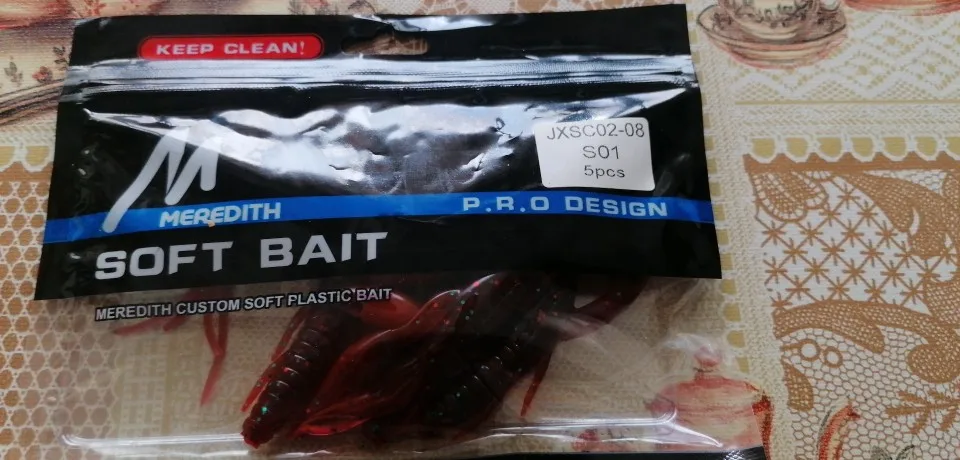 KEEP CLEAN!
JXSC02-08
S01
5pcs
MEREDITH
P.R.O DESIGN
SOFT BAIT
MEREDITH CUSTOM SOFT PLASTIC BAIT